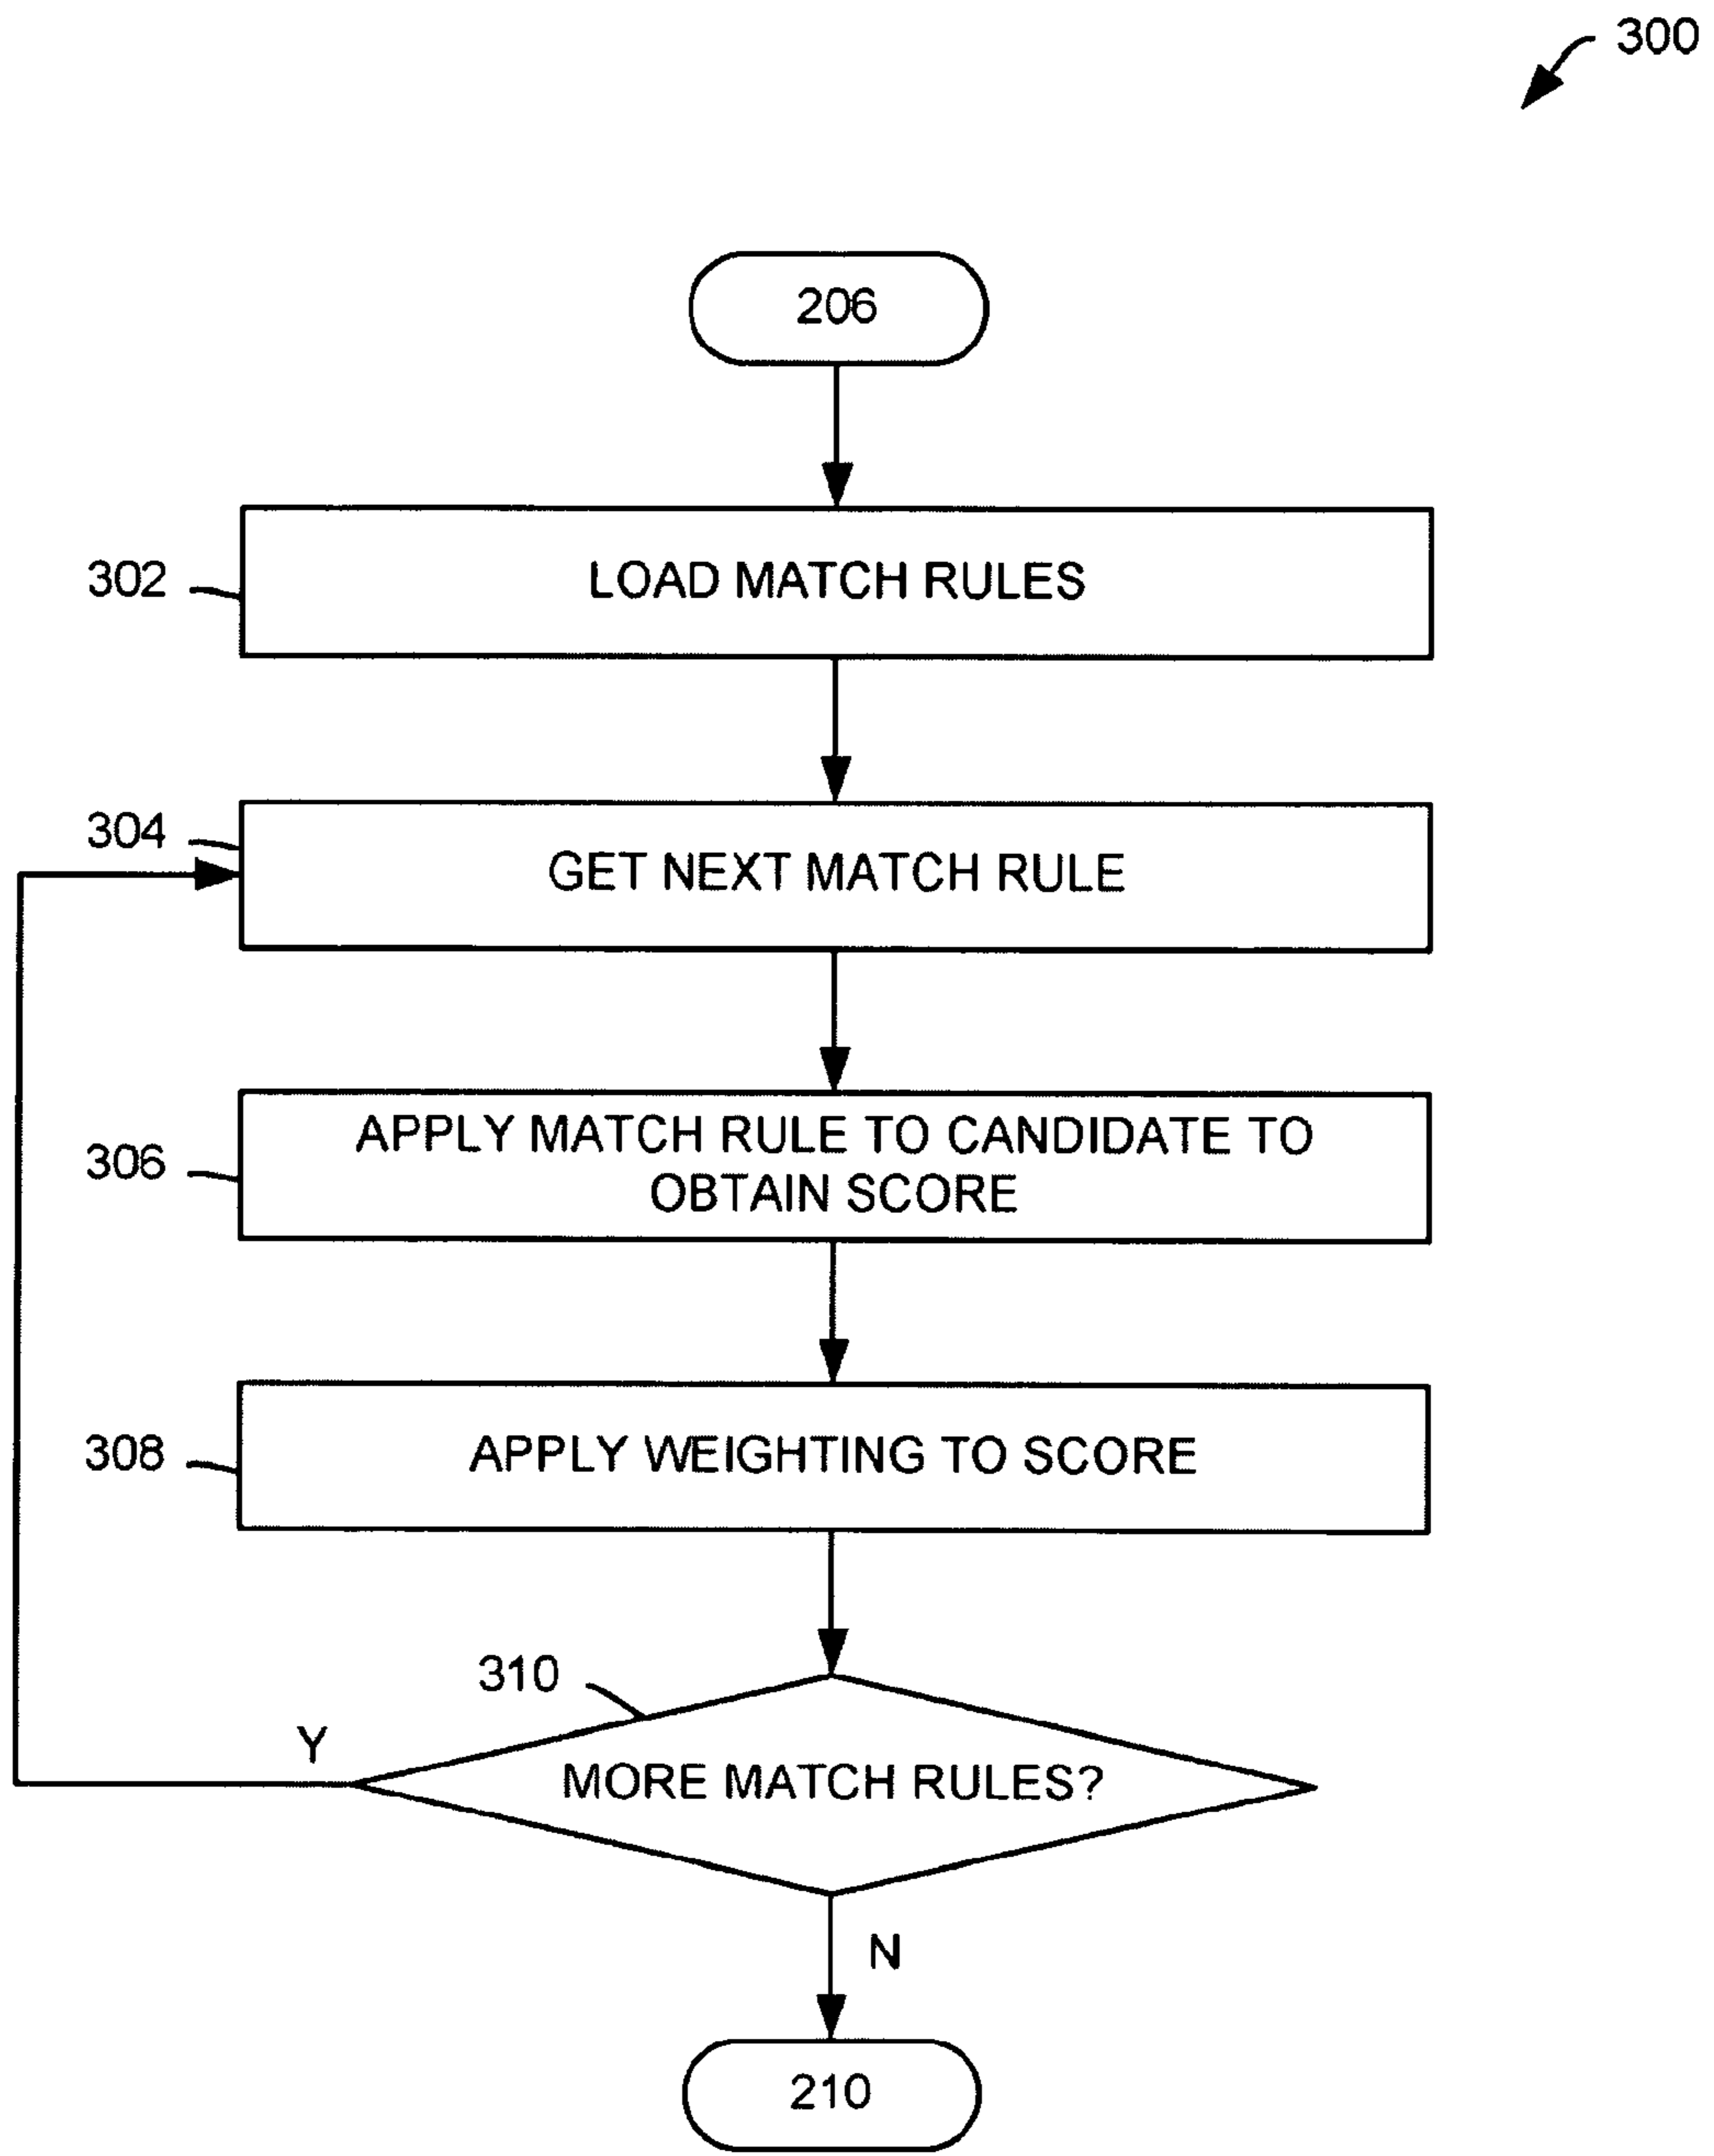 300
206
302
LOAD MATCH RULES
304
GET NEXT MATCH RULE
306
APPLY MATCH RULE TO CANDIDATE TO
OBTAIN SCORE
308
APPLY WEIGHTING TO SCORE
310
Y
MORE MATCH RULES?
N
210